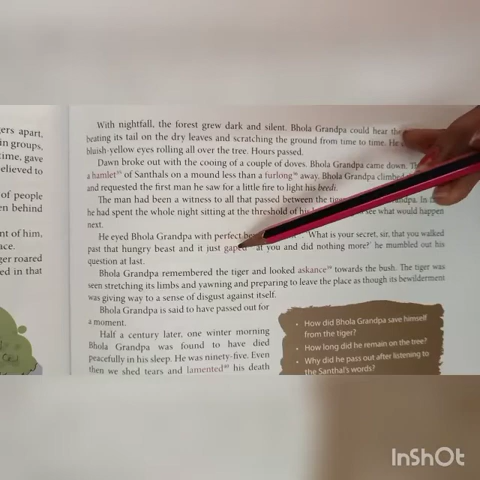 ers apart,
in groups,
time, gave
elieved to
of people
en behind
nt of him.
ace.
ger roared
ed in that
With nightfall, the forest grew dark and silent. Bhola Grandpa could hear the
beating its tail on the dry leaves and scratching the ground from time to time. He
bluish-yellow eyes rolling all over the tree. Hours passed.
Dawn broke out with the cooing of a couple of doves. Bhola Grandpa came down. Th
a hamlet of Santhals on a mound less than a furlong away. Bhola Grandpa climbed
and requested the first man he saw for a little fire to light his beedi.
The man had been a witness to all that passed between the tige dpa. In
he had spent the whole night sitting at the threshold of hi see what would happen
next.
He eyed Bhola Grandpa with perfect be 'What is your secret, sir, that you walked
past that hungry beast and it just gaped at you and did nothing more?' he mumbled out his
question at last.
Bhola Grandpa remembered the tiger and looked askance towards the bush. The tiger was
seen stretching its limbs and yawning and preparing to leave the place as though its bewilderment
was giving way to a sense of disgust against itself.
Bhola Grandpa is said to have passed out for
a moment.
Half a century later, one winter morning
Bhola Grandpa was found to have died
peacefully in his sleep. He was ninety-five. Even
then we shed tears and lamented his death
• How did Bhola Grandpa save himself
from the tiger?
• How long did he remain on the tree?
• Why did he pass out after listening to
the Santhal's words?
InShOt